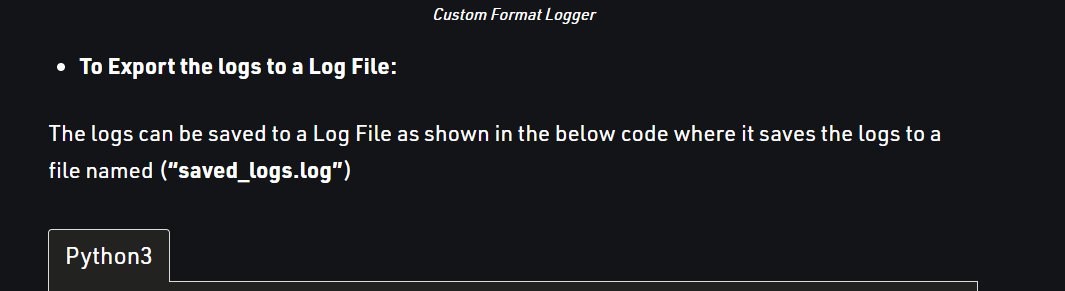 Custom Format Logger
• To Export the logs to a Log File:
The logs can be saved to a Log File as shown in the below code where it saves the logs to a
file named (“saved_logs.log”)
Python3